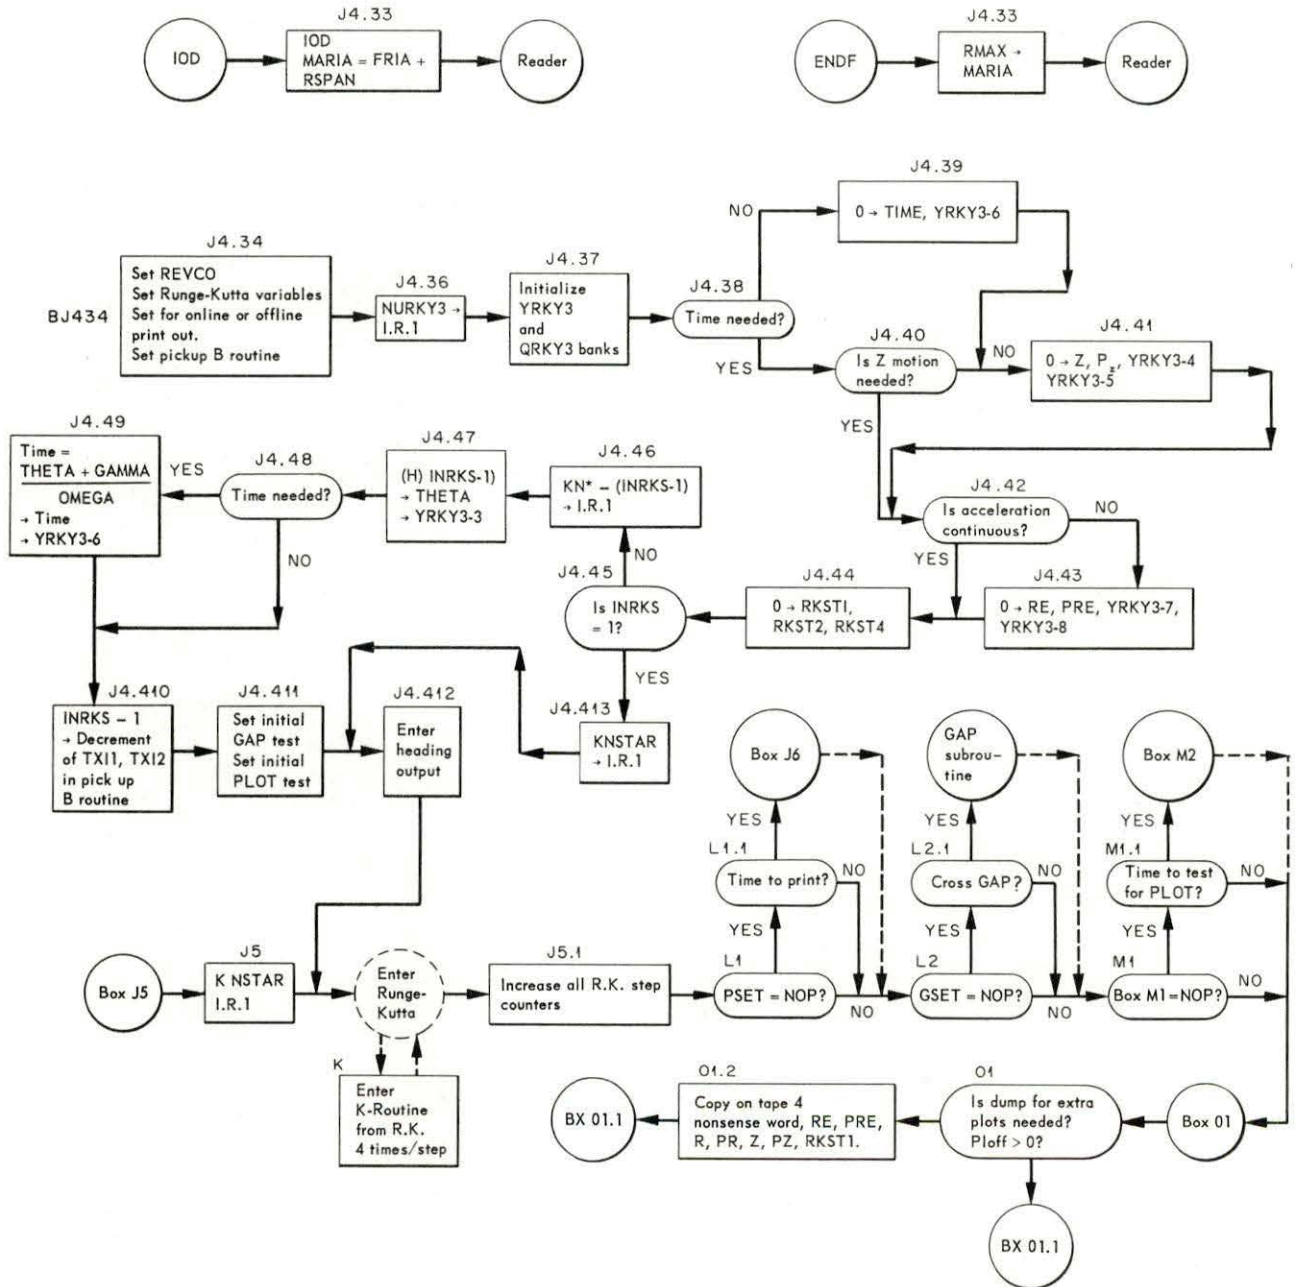 J4.33
IOD
IOD
MARIA = FRIA +
RSPAN
Reader
J4.33
ENDF
RMAX →
MARIA
Reader
J4.39
NO
0 → TIME, YRKY3-6
J4.34
BJ434
Set REVCO
Set Runge-Kutta variables
Set for online or offline
print out.
Set pickup B routine
J4.36
NURKY3 →
I.R.1
J4.37
Initialize
YRKY3
and
QRKY3 banks
J4.38
Time needed?
YES
J4.40
Is Z motion
needed?
NO
YES
J4.41
0 → Z, Pz, YRKY3-4
YRKY3-5
J4.49
Time =
THETA + GAMMA
OMEGA
→ Time
→ YRKY3-6
YES
J4.48
Time needed?
NO
J4.47
(H) INRKS-1)
→ THETA
→ YRKY3-3
J4.46
KN* – (INRKS-1)
→ I.R.1
NO
J4.42
Is acceleration
continuous?
NO
YES
J4.45
Is INRKS
= 1?
YES
J4.44
0 → RKST1,
RKST2, RKST4
J4.43
0 → RE, PRE, YRKY3-7,
YRKY3-8
J4.410
INRKS – 1
→ Decrement
of TXI1, TXI2
in pick up
B routine
J4.411
Set initial
GAP test
Set initial
PLOT test
J4.412
Enter
heading
output
J4.413
KNSTAR
→ I.R.1
Box J6
GAP
subrou-
tine
Box M2
YES
YES
YES
L1.1
Time to print?
NO
L2.1
Cross GAP?
NO
M1.1
Time to test
for PLOT?
NO
YES
YES
YES
Box J5
J5
K NSTAR
I.R.1
Enter
Runge-
Kutta
J5.1
Increase all R.K. step
counters
L1
PSET = NOP?
NO
L2
GSET = NOP?
NO
M1
Box M1=NOP?
NO
K
Enter
K-Routine
from R.K.
4 times/step
BX 01.1
O1.2
Copy on tape 4
nonsense word, RE, PRE,
R, PR, Z, PZ, RKST1.
O1
Is dump for extra
plots needed?
Ploff > 0?
Box 01
BX 01.1